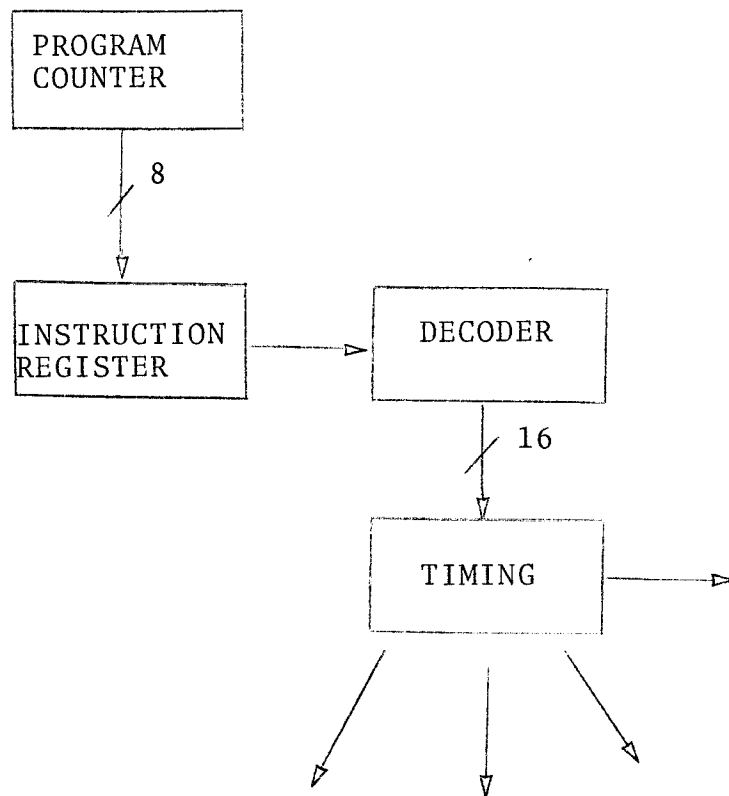 PROGRAM
COUNTER
8
INSTRUCTION
REGISTER
DECODER
16
TIMING